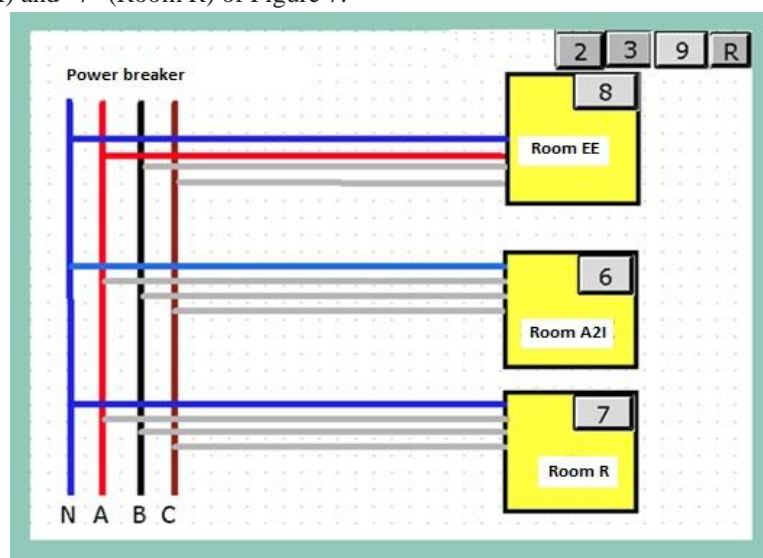 ) and "7" (Room R) of Figure 7.
2 3 9 R
Power breaker
8
Room EE
6
Room A2I
7
Room R
N A B C